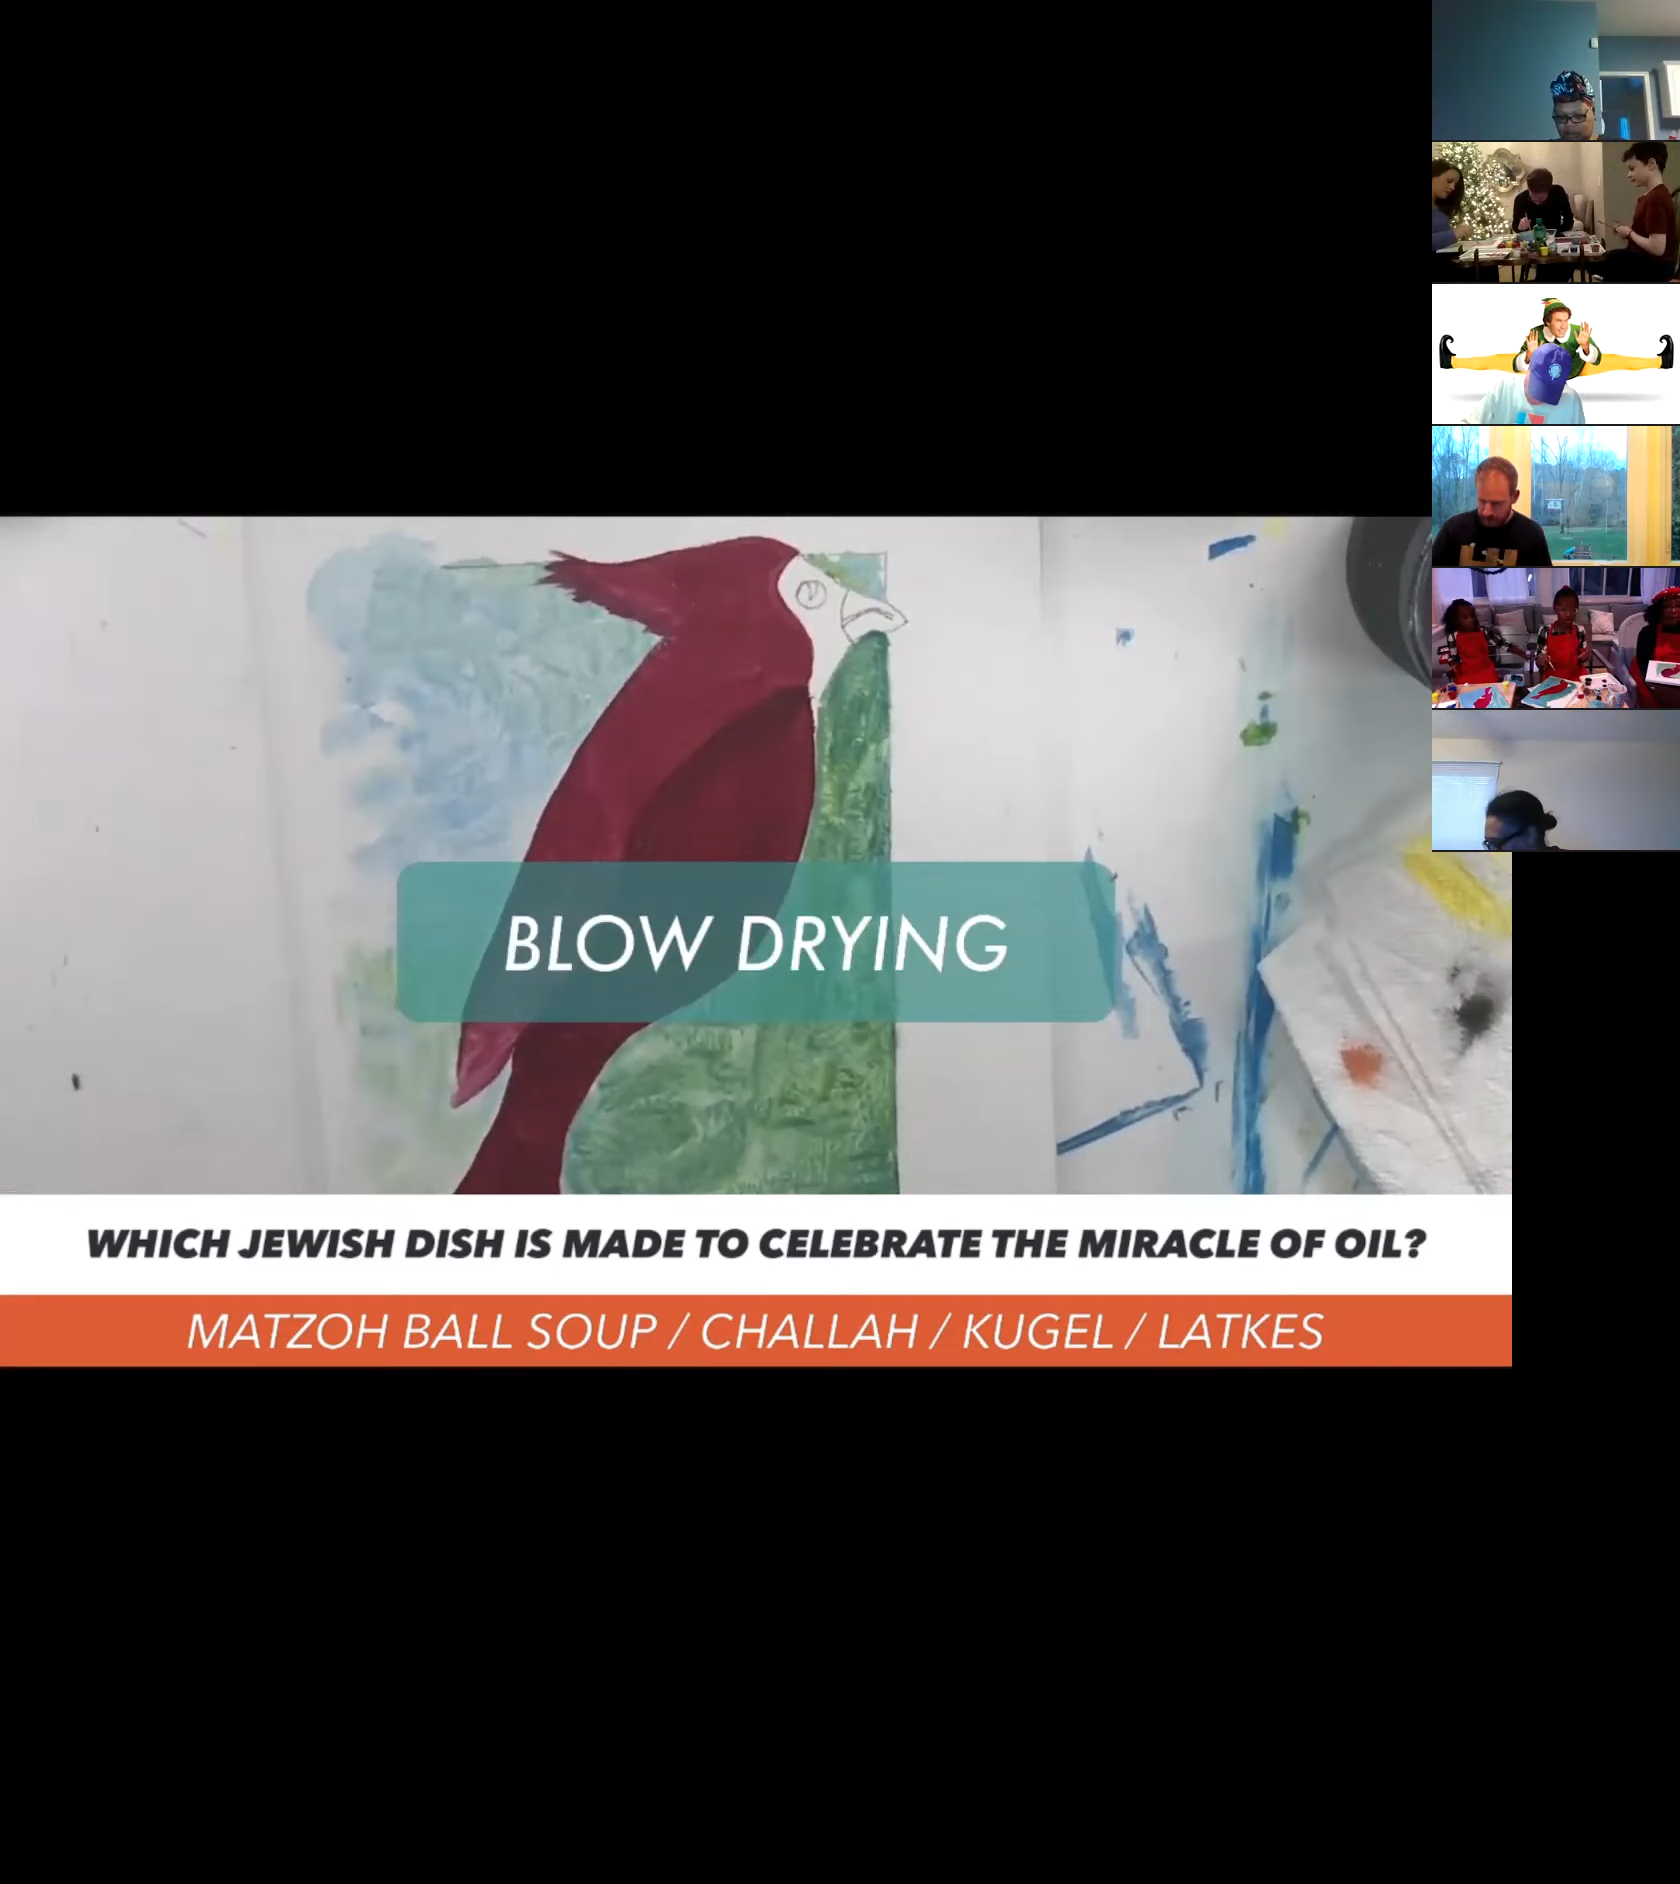 BLOW DRYING
WHICH JEWISH DISH IS MADE TO CELEBRATE THE MIRACLE OF OIL?
MATZOH BALL SOUP / CHALLAH / KUGEL / LATKES